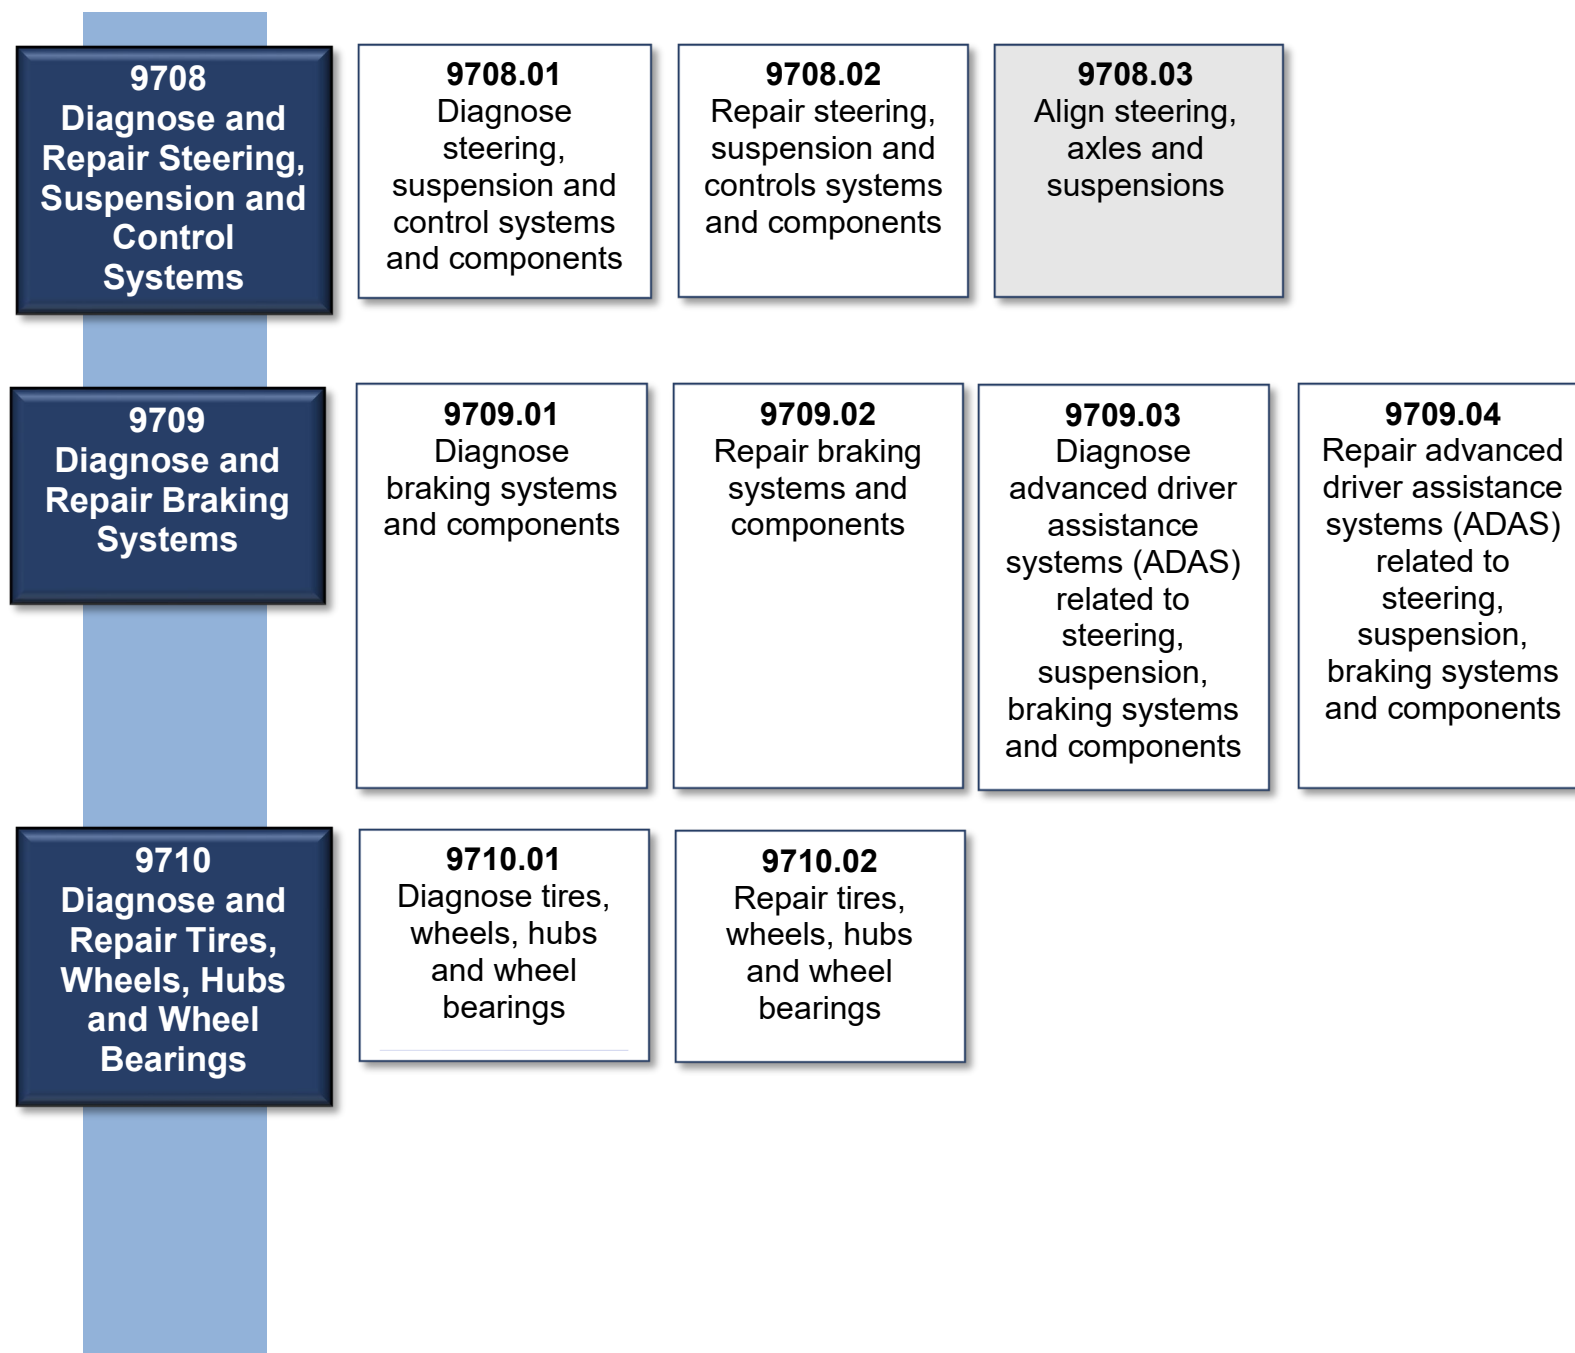 9708
Diagnose and
Repair Steering,
Suspension and
Control
Systems
9708.01
Diagnose
steering,
suspension and
control systems
and components
9708.02
Repair steering,
suspension and
controls systems
and components
9708.03
Align steering,
axles and
suspensions
9709
Diagnose and
Repair Braking
Systems
9709.01
Diagnose
braking systems
and components
9709.02
Repair braking
systems and
components
9709.03
Diagnose
advanced driver
assistance
systems (ADAS)
related to
steering,
suspension,
braking systems
and components
9709.04
Repair advanced
driver assistance
systems (ADAS)
related to
steering,
suspension,
braking systems
and components
9710
Diagnose and
Repair Tires,
Wheels, Hubs
and Wheel
Bearings
9710.01
Diagnose tires,
wheels, hubs
and wheel
bearings
9710.02
Repair tires,
wheels, hubs
and wheel
bearings